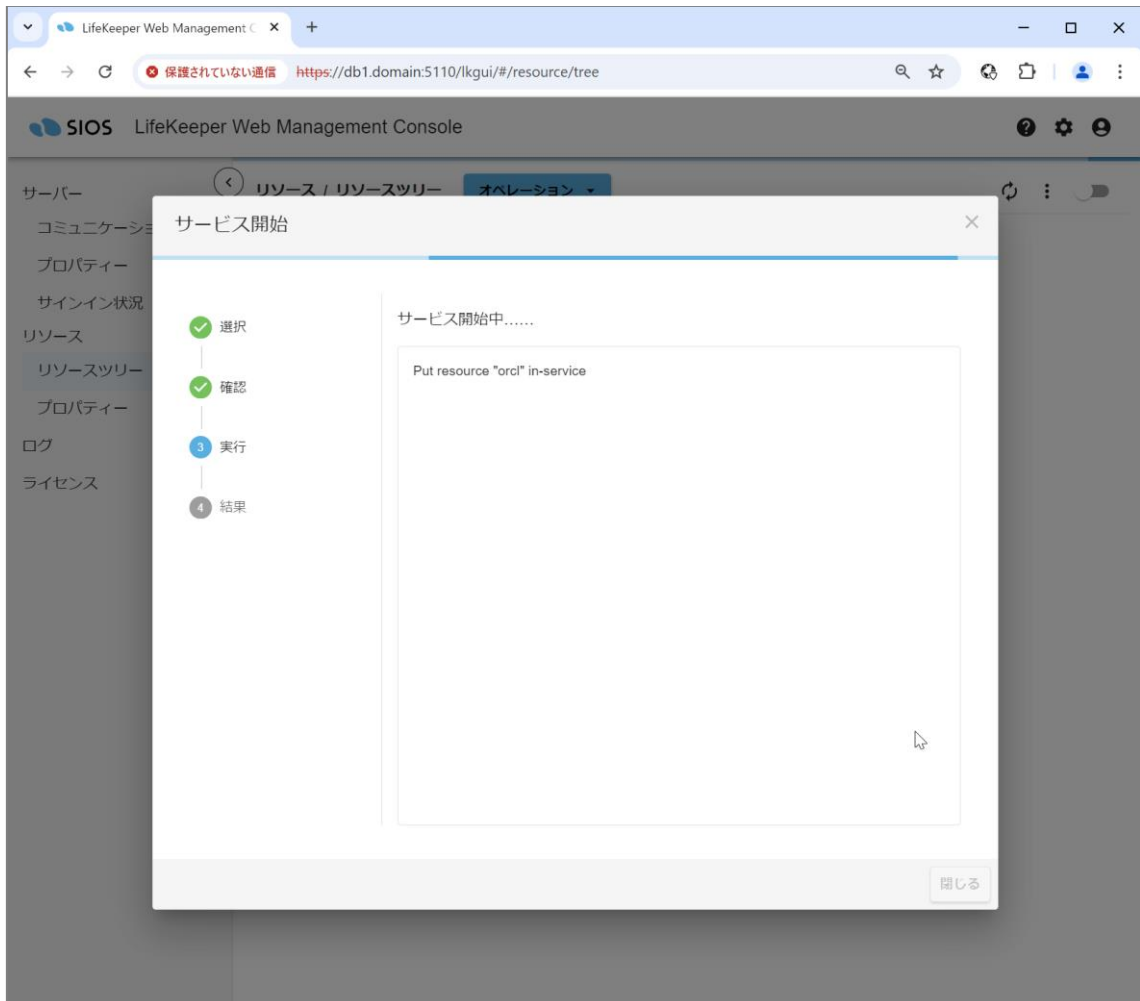 LifeKeeper Web Management C
保護されていない通信
https://db1.domain:5110/lkgui/#/resource/tree
SIOS LifeKeeper Web Management Console
サーバー
コミュニケーショ
プロパティー
サインイン状況
リソース
リソースツリー
プロパティー
ログ
ライセンス
リソース / リソースツリー
オペレーション
サービス開始
選択
確認
3 実行
4 結果
サービス開始中……
Put resource "orcl" in-service
閉じる